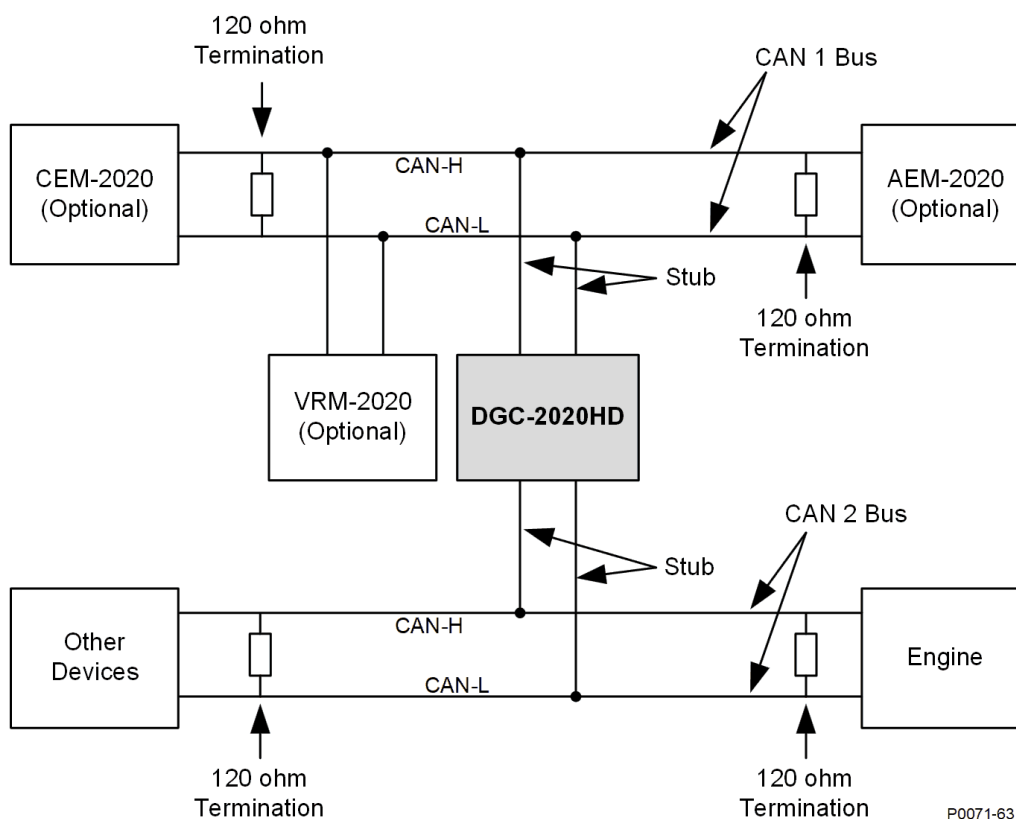 120 ohm
Termination
CAN 1 Bus
CEM-2020
(Optional)
CAN-H
AEM-2020
(Optional)
CAN-L
Stub
120 ohm
Termination
VRM-2020
(Optional)
DGC-2020HD
CAN 2 Bus
Stub
Other
Devices
CAN-H
Engine
CAN-L
120 ohm
Termination
120 ohm
Termination
P0071-63